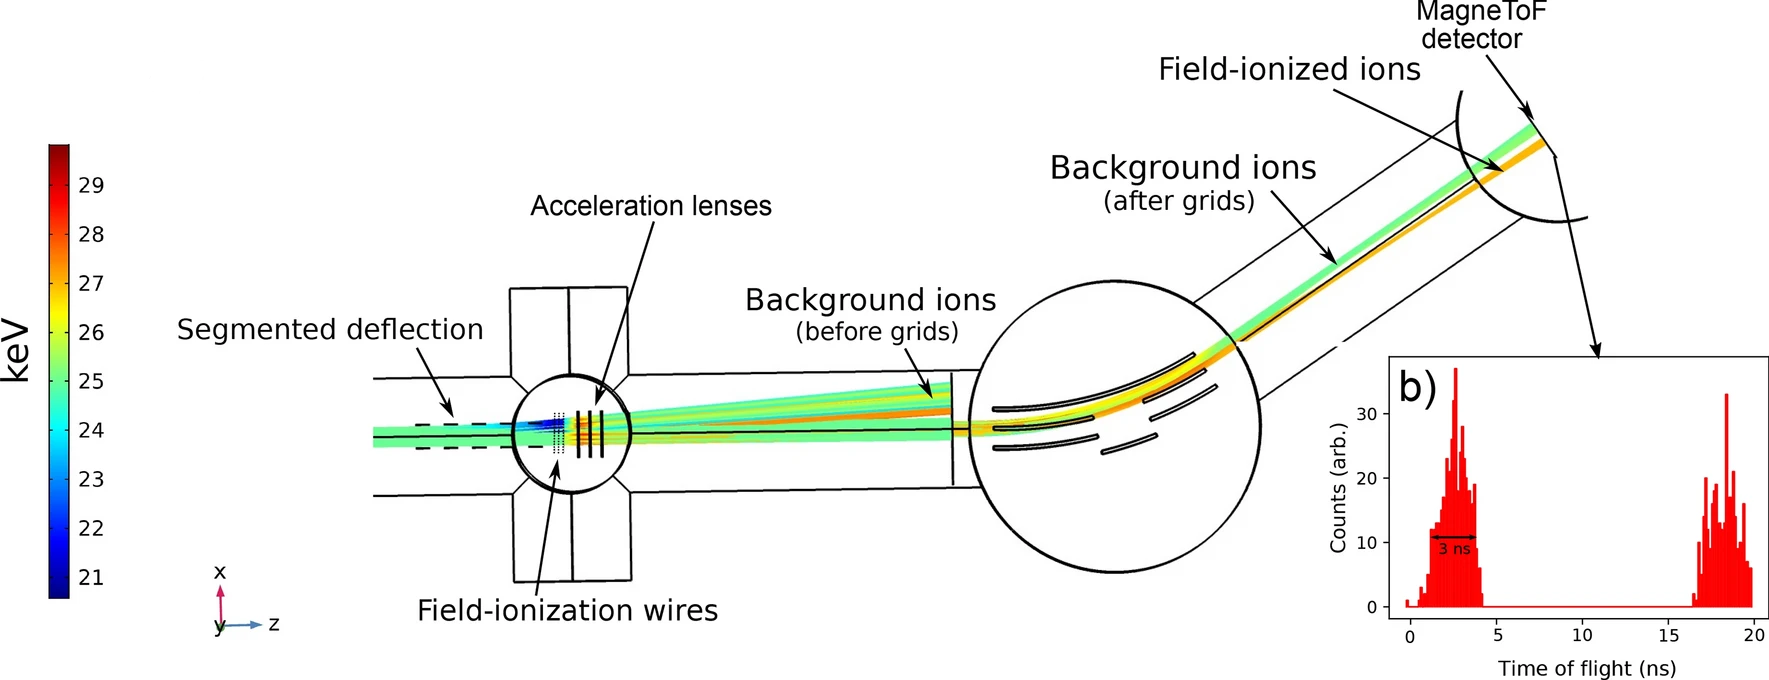 MagneToF
detector
Field-ionized ions
Background ions
(after grids)
Acceleration lenses
Background ions
(before grids)
Segmented deflection
Field-ionization wires
keV
29
28
27
26
25
24
23
22
21
x
y
z
b)
3 ns
Counts (arb.)
30
20
10
0
0 5 10 15 20
Time of flight (ns)